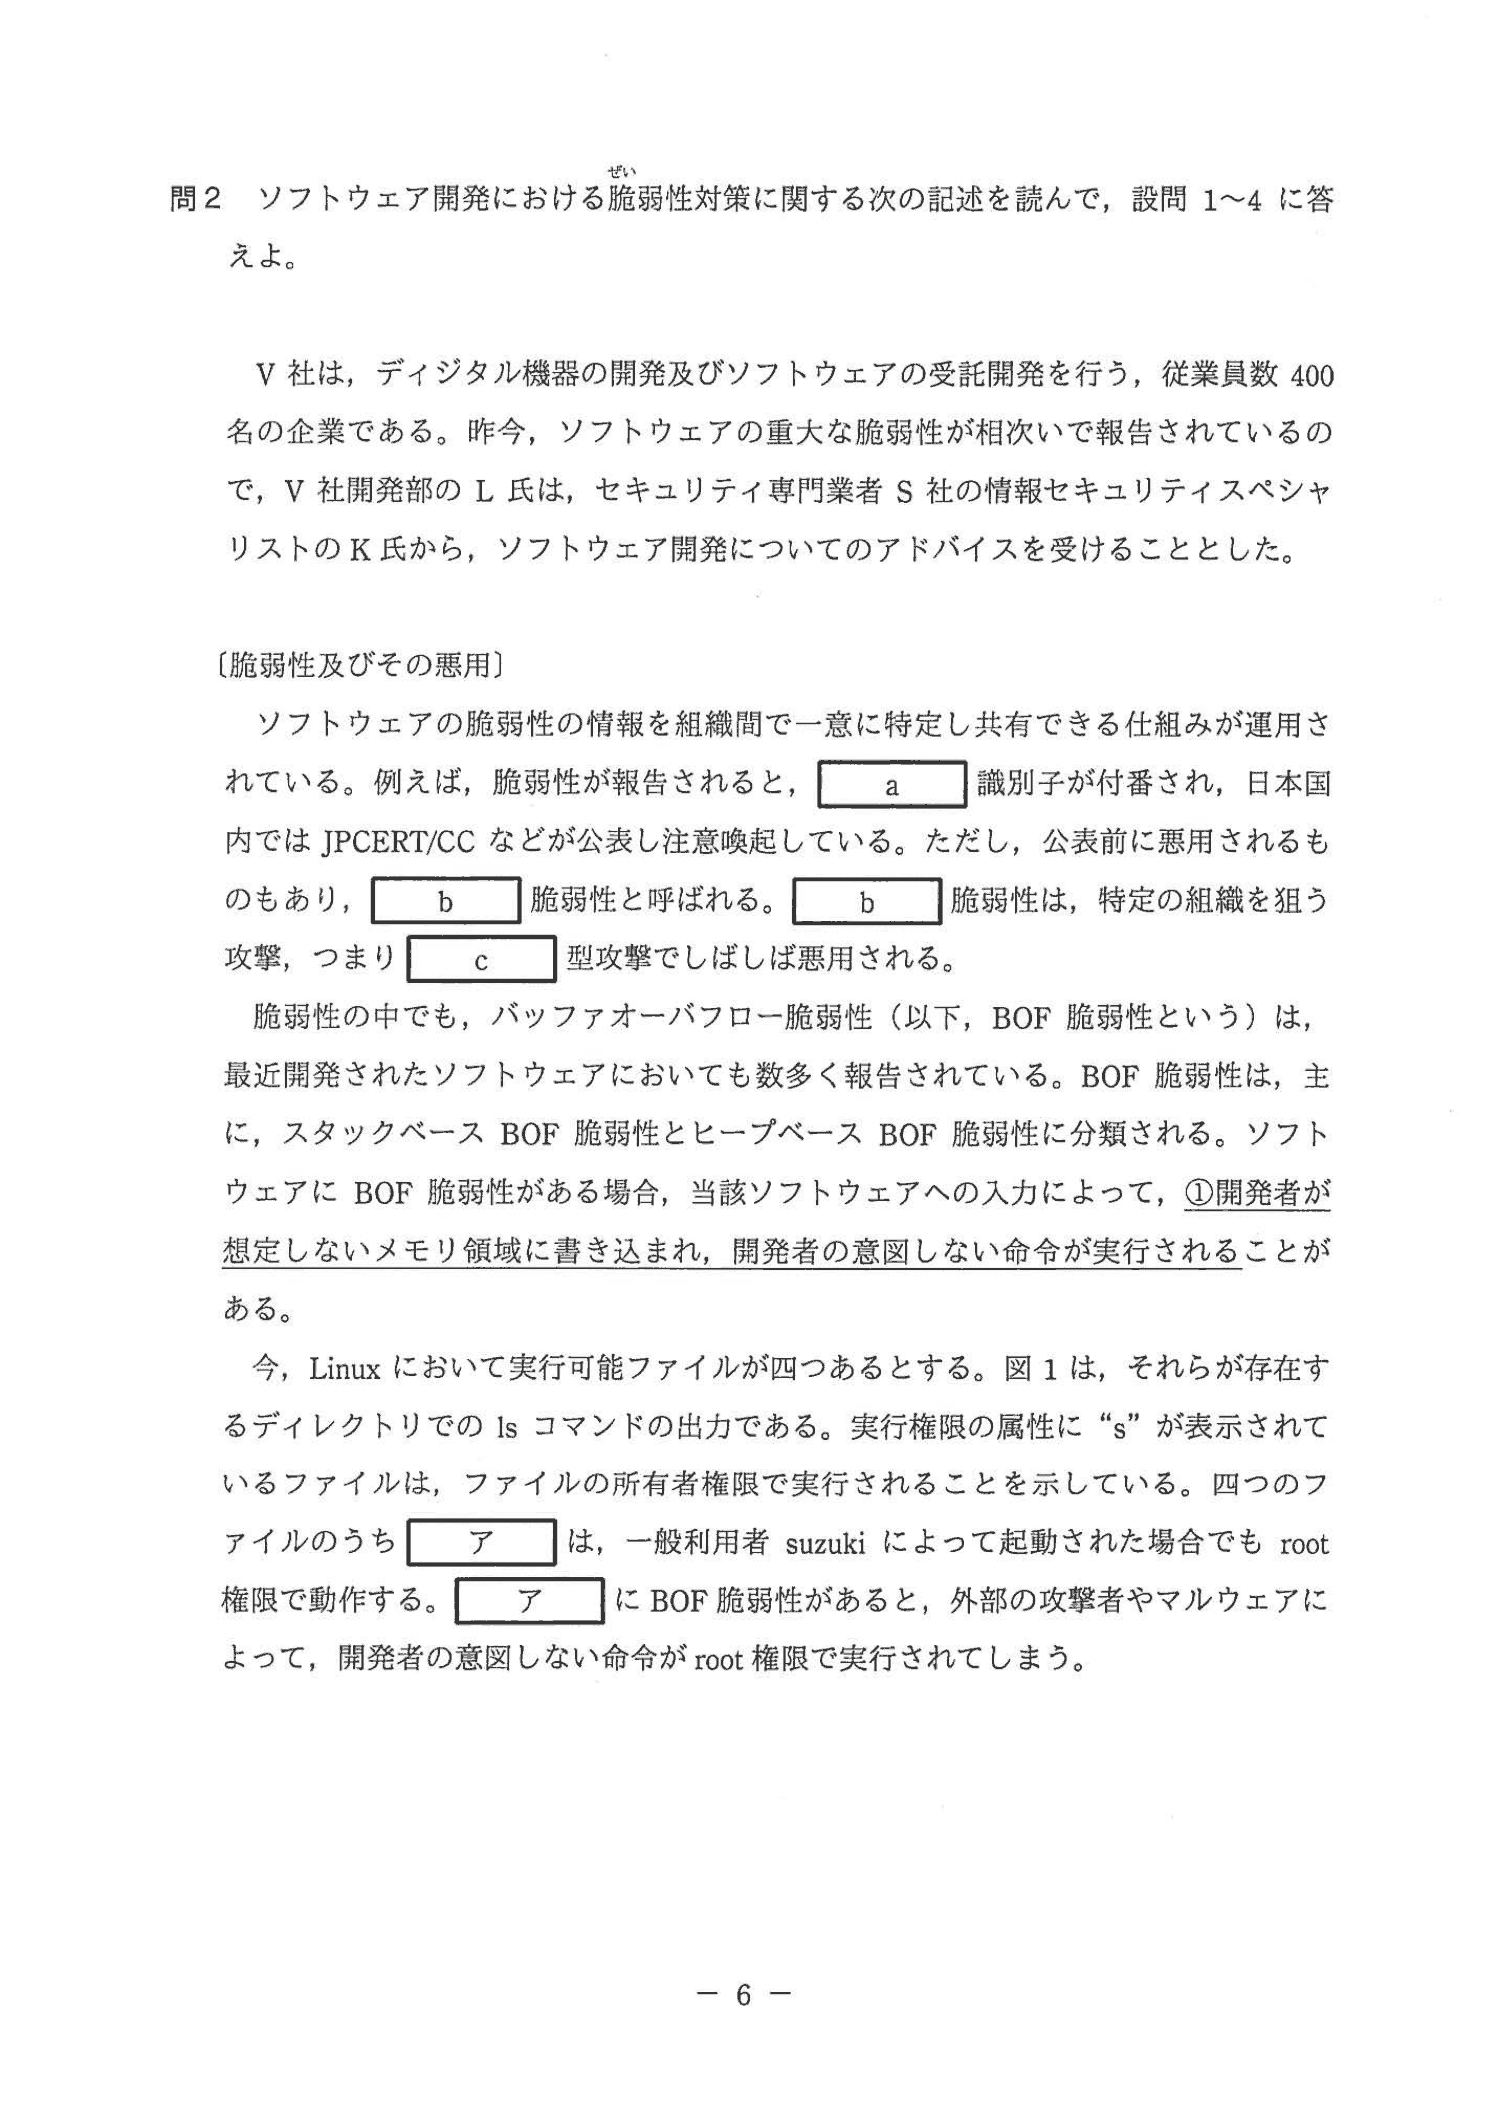 ぜい
問2 ソフトウェア開発における脆弱性対策に関する次の記述を読んで，設問 1～4 に答
えよ。
V 社は，ディジタル機器の開発及びソフトウェアの受託開発を行う，従業員数 400
名の企業である。昨今，ソフトウェアの重大な脆弱性が相次いで報告されているの
で，V 社開発部の L 氏は，セキュリティ専門業者 S 社の情報セキュリティスペシャ
リストの K 氏から，ソフトウェア開発についてのアドバイスを受けることとした。
〔脆弱性及びその悪用〕
ソフトウェアの脆弱性の情報を組織間で一意に特定し共有できる仕組みが運用さ
れている。例えば，脆弱性が報告されると， a 識別子が付番され，日本国
内では JPCERT/CC などが公表し注意喚起している。ただし，公表前に悪用されるも
のもあり， b 脆弱性と呼ばれる。 b 脆弱性は，特定の組織を狙う
攻撃，つまり c 型攻撃でしばしば悪用される。
脆弱性の中でも，バッファオーバフロー脆弱性（以下，BOF 脆弱性という）は，
最近開発されたソフトウェアにおいても数多く報告されている。BOF 脆弱性は，主
に，スタックベース BOF 脆弱性とヒープベース BOF 脆弱性に分類される。ソフト
ウェアに BOF 脆弱性がある場合，当該ソフトウェアへの入力によって，①開発者が
想定しないメモリ領域に書き込まれ，開発者の意図しない命令が実行されることが
ある。
今，Linux において実行可能ファイルが四つあるとする。図 1 は，それらが存在す
るディレクトリでの ls コマンドの出力である。実行権限の属性に “s” が表示されて
いるファイルは，ファイルの所有者権限で実行されることを示している。四つのフ
ァイルのうち ア は，一般利用者 suzuki によって起動された場合でも root
権限で動作する。 ア に BOF 脆弱性があると，外部の攻撃者やマルウェアに
よって，開発者の意図しない命令が root 権限で実行されてしまう。
－ 6 －